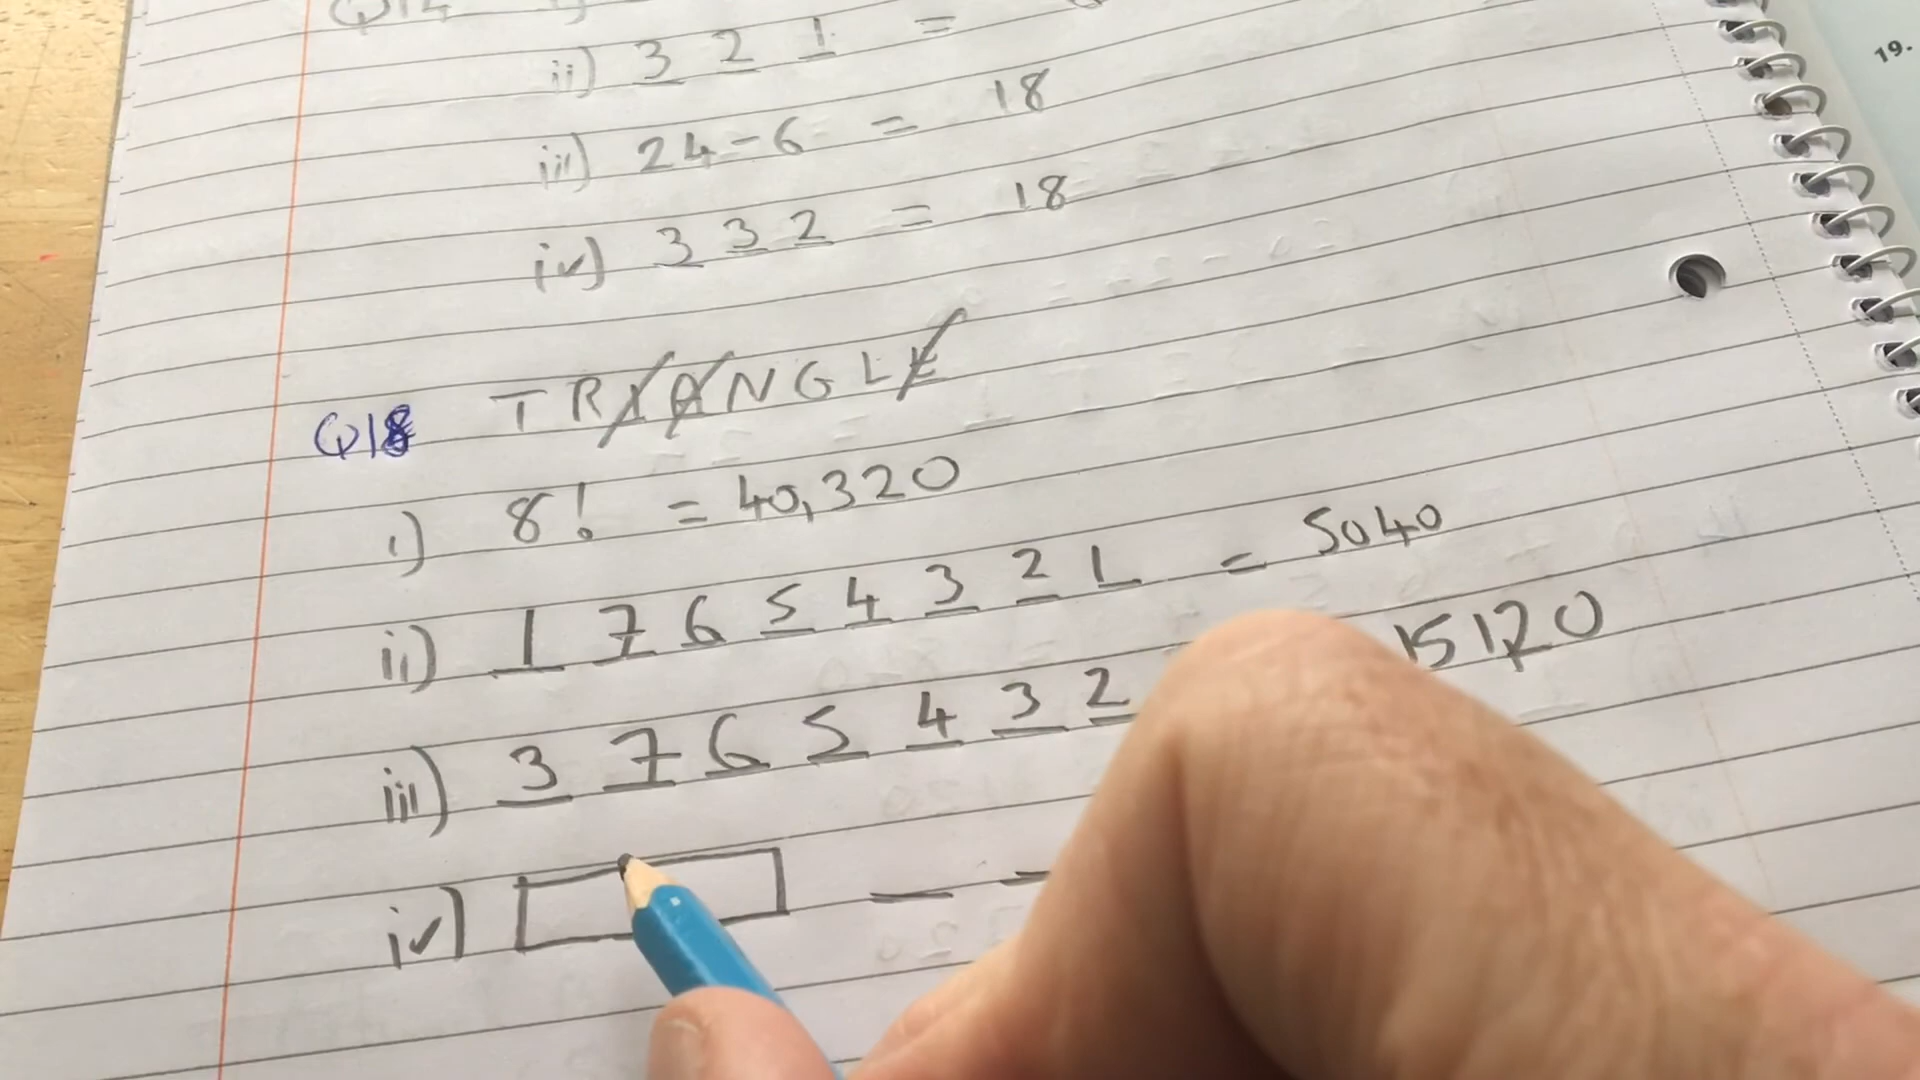 ii) 3 2 1 =
iii) 24-6 = 18
iv) 3 3 2 = 18
Q18 TRIANGLE
i) 8! = 40,320
ii) 1 7 6 5 4 3 2 1 = 5040
iii) 3 7 6 5 4 3 2 15120
iv)
19.